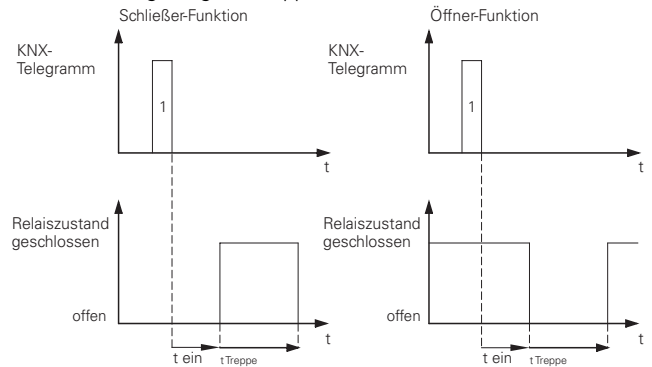 Schließer-Funktion
KNX-
Telegramm
1
t
Relaiszustand
geschlossen
offen
t
t ein
t Treppe
Öffner-Funktion
KNX-
Telegramm
1
t
Relaiszustand
geschlossen
offen
t
t ein
t Treppe